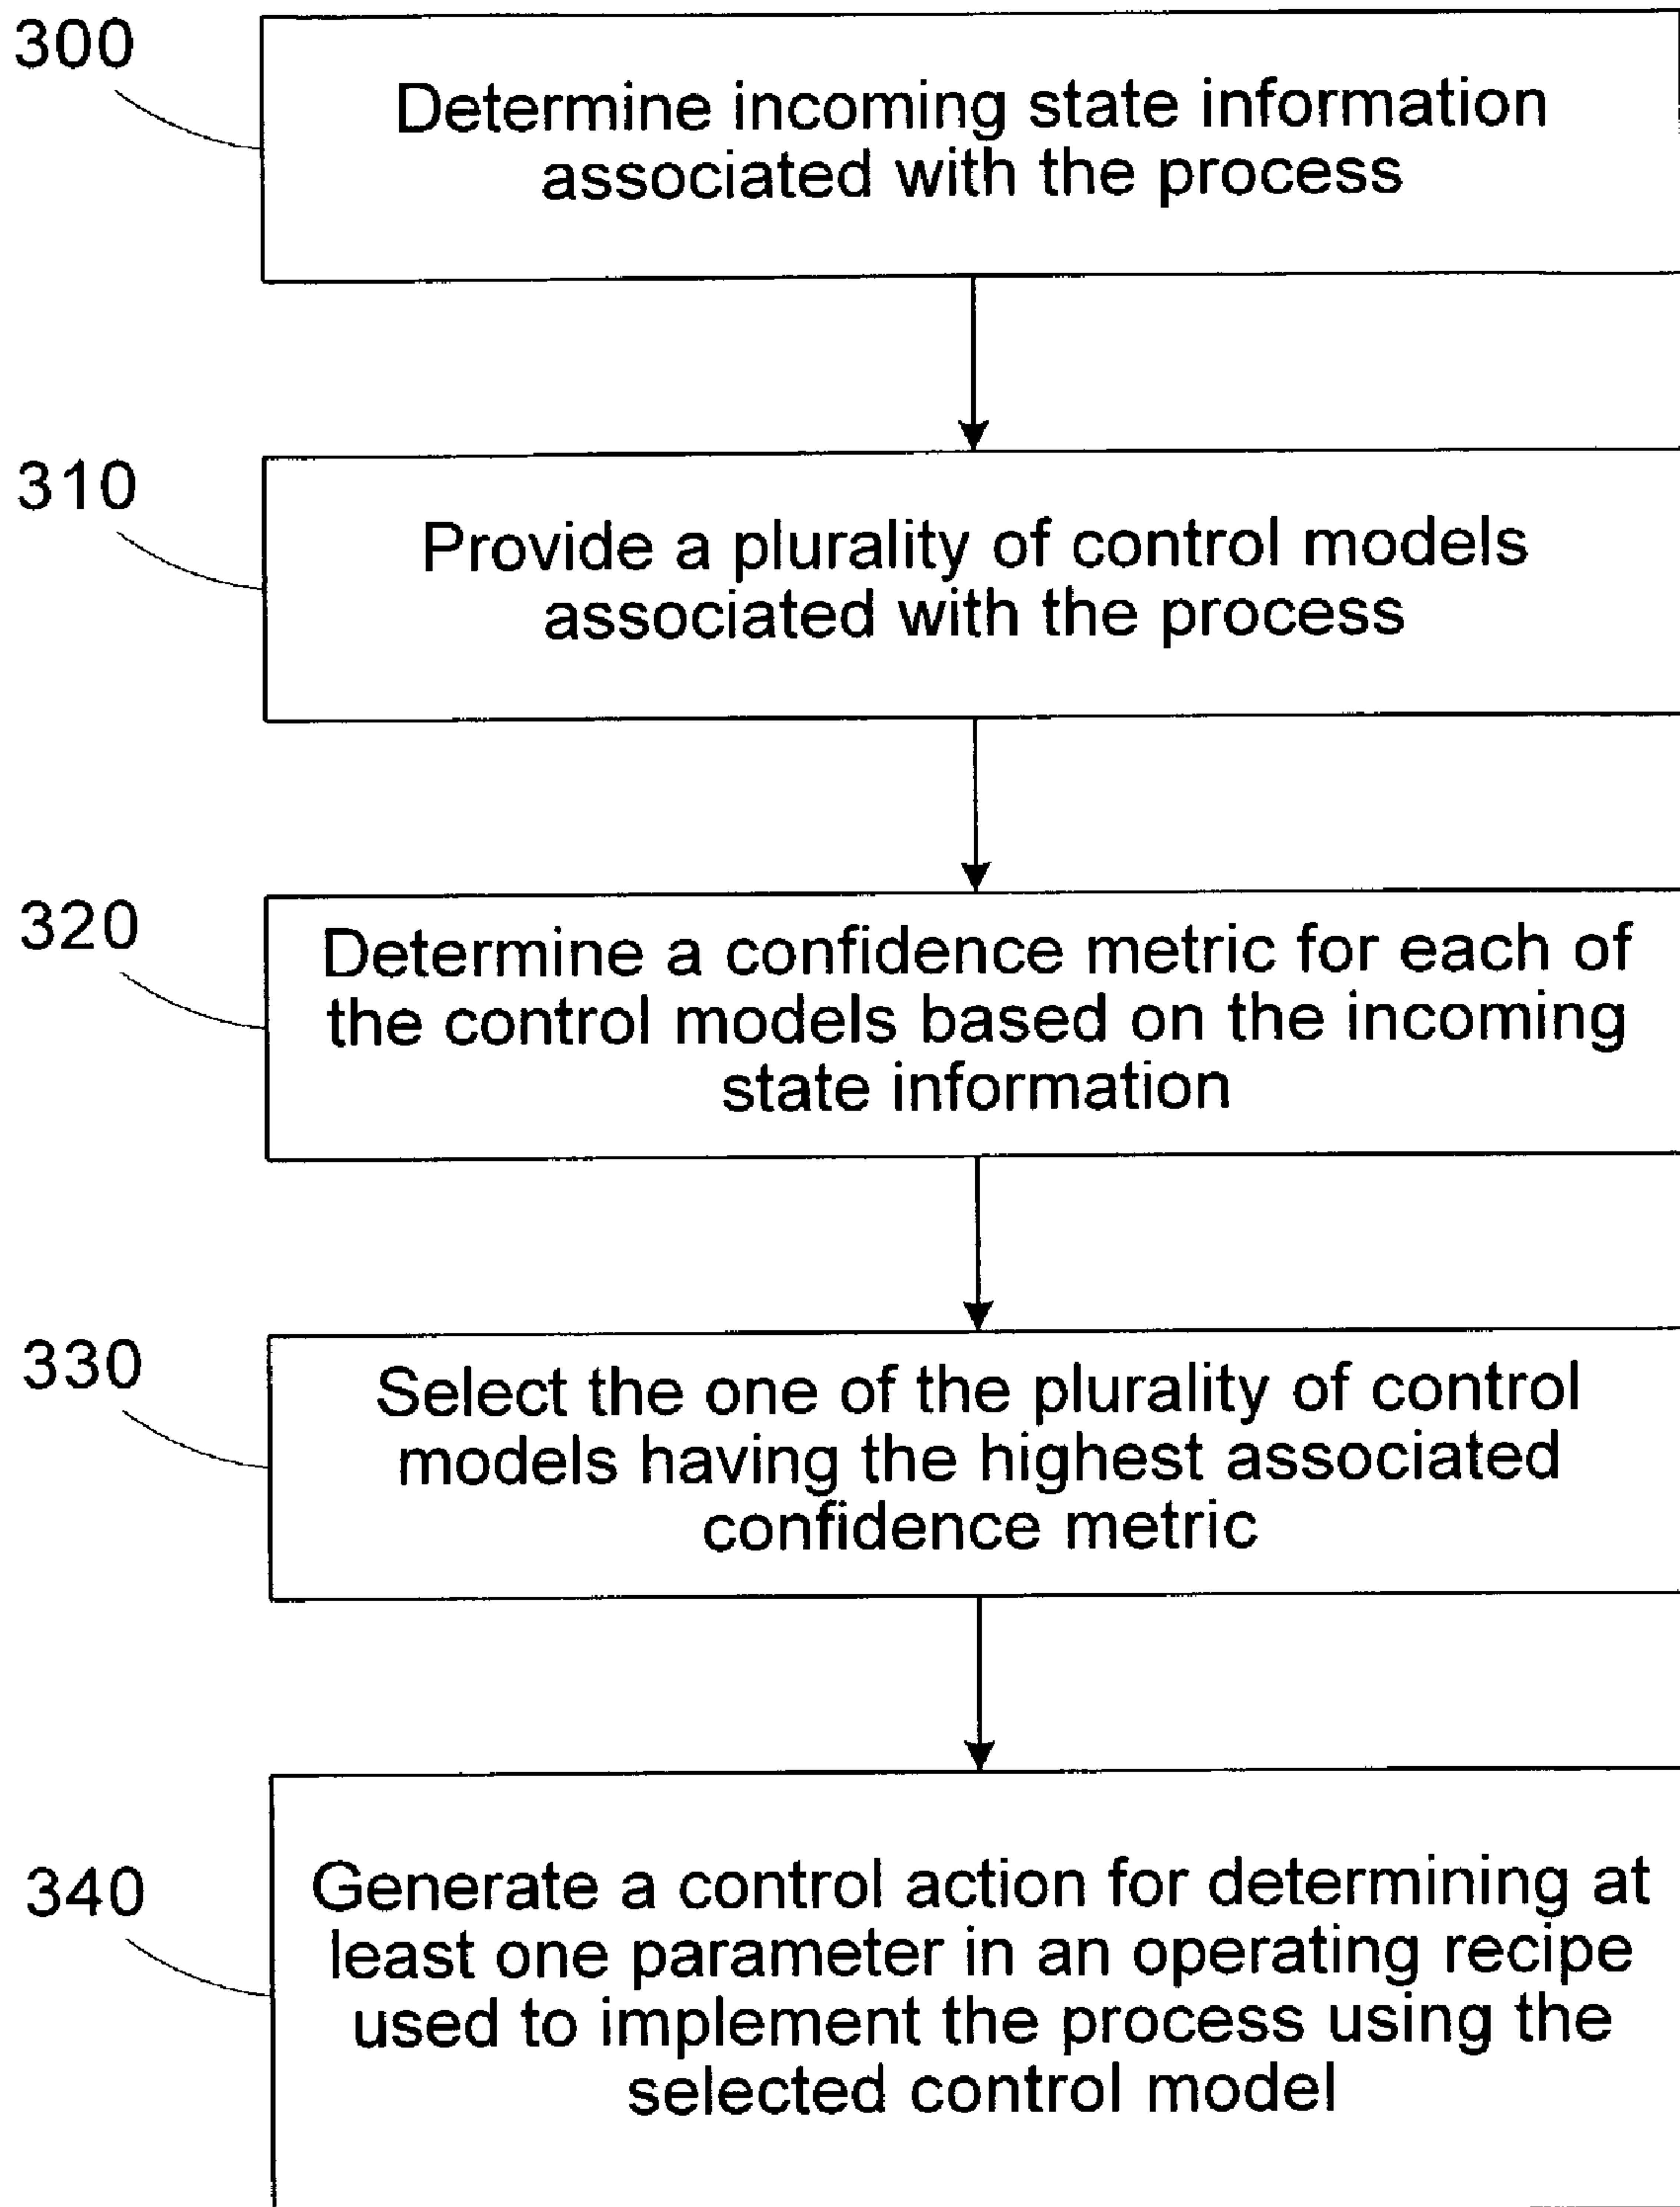 300
Determine incoming state information
associated with the process
310
Provide a plurality of control models
associated with the process
320
Determine a confidence metric for each of
the control models based on the incoming
state information
330
Select the one of the plurality of control
models having the highest associated
confidence metric
340
Generate a control action for determining at
least one parameter in an operating recipe
used to implement the process using the
selected control model